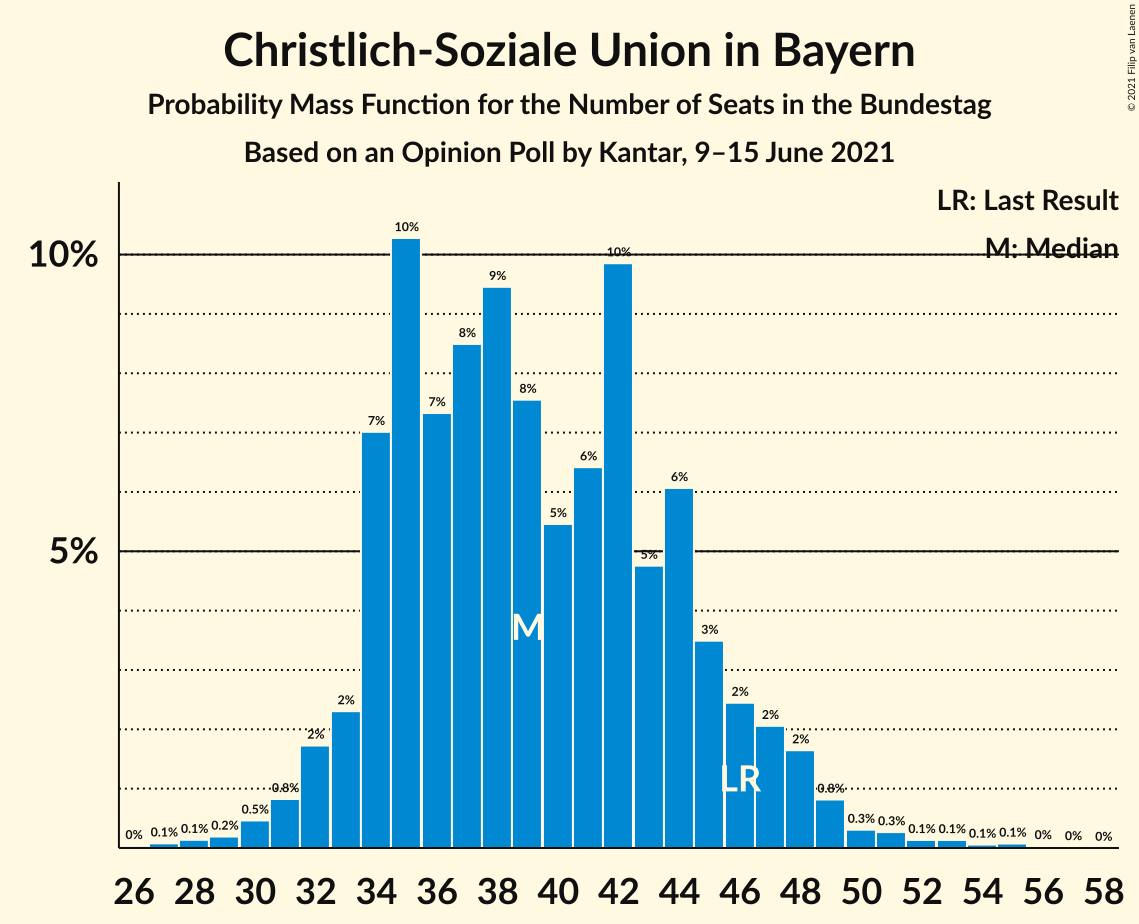 Christlich-Soziale Union in Bayern
Probability Mass Function for the Number of Seats in the Bundestag
Based on an Opinion Poll by Kantar, 9–15 June 2021
© 2021 Filip van Laenen
LR: Last Result
M: Median
10%
5%
0% 0.1% 0.1% 0.2% 0.5% 0.8% 2% 2% 7% 10% 7% 8% 9% 8% 5% 6% 10% 5% 6% 3% 2% 2% 2% 0.8% 0.3% 0.3% 0.1% 0.1% 0.1% 0.1% 0% 0% 0%
M
LR
26 28 30 32 34 36 38 40 42 44 46 48 50 52 54 56 58